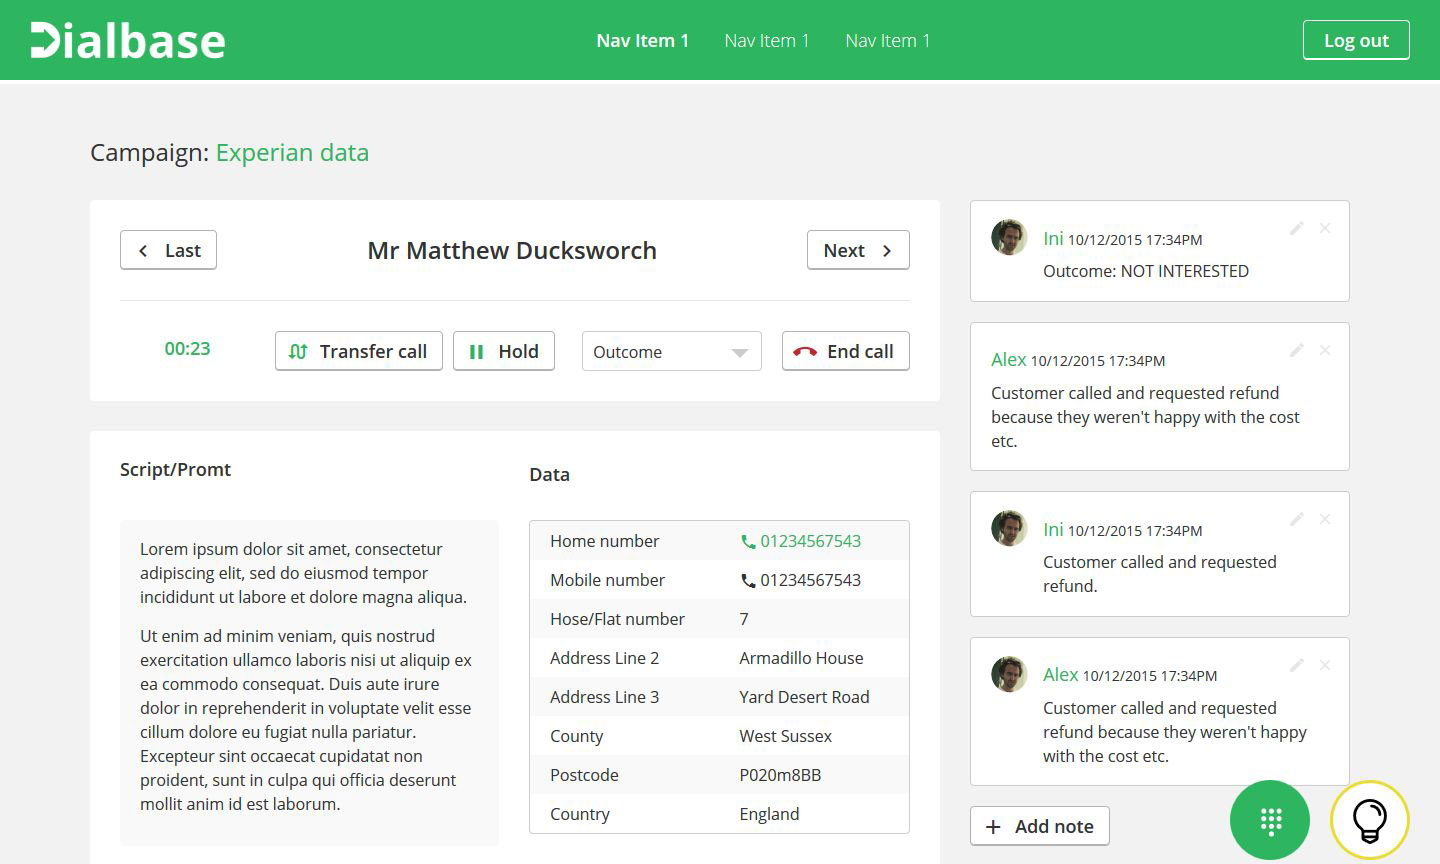 Dialbase
Nav Item 1
Nav Item 1
Nav Item 1
Log out
Campaign: Experian data
Last
Mr Matthew Ducksworch
Next
00:23
Transfer call
Hold
Outcome
End call
Script/Promt
Lorem ipsum dolor sit amet, consectetur
adipiscing elit, sed do eiusmod tempor
incididunt ut labore et dolore magna aliqua.
Ut enim ad minim veniam, quis nostrud
exercitation ullamco laboris nisi ut aliquip ex
ea commodo consequat. Duis aute irure
dolor in reprehenderit in voluptate velit esse
cillum dolore eu fugiat nulla pariatur.
Excepteur sint occaecat cupidatat non
proident, sunt in culpa qui officia deserunt
mollit anim id est laborum.
Data
Home number 01234567543
Mobile number 01234567543
Hose/Flat number 7
Address Line 2 Armadillo House
Address Line 3 Yard Desert Road
County West Sussex
Postcode P020m8BB
Country England
Ini 10/12/2015 17:34PM
Outcome: NOT INTERESTED
Alex 10/12/2015 17:34PM
Customer called and requested refund
because they weren't happy with the cost
etc.
Ini 10/12/2015 17:34PM
Customer called and requested
refund.
Alex 10/12/2015 17:34PM
Customer called and requested
refund because they weren't happy
with the cost etc.
Add note